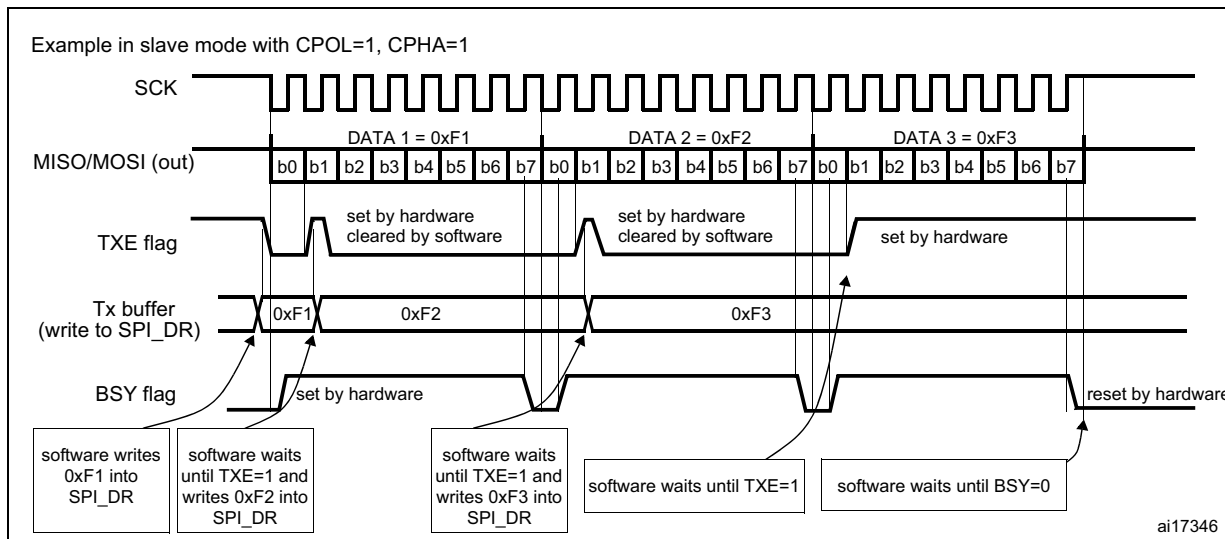 Example in slave mode with CPOL=1, CPHA=1
SCK
DATA 1 = 0xF1 DATA 2 = 0xF2 DATA 3 = 0xF3
MISO/MOSI (out) b0 b1 b2 b3 b4 b5 b6 b7 b0 b1 b2 b3 b4 b5 b6 b7 b0 b1 b2 b3 b4 b5 b6 b7
TXE flag
set by hardware
cleared by software
set by hardware
cleared by software
set by hardware
Tx buffer
(write to SPI_DR)
0xF1 0xF2 0xF3
BSY flag
set by hardware
reset by hardware
software writes
0xF1 into
SPI_DR
software waits
until TXE=1 and
writes 0xF2 into
SPI_DR
software waits
until TXE=1 and
writes 0xF3 into
SPI_DR
software waits until TXE=1
software waits until BSY=0
ai17346